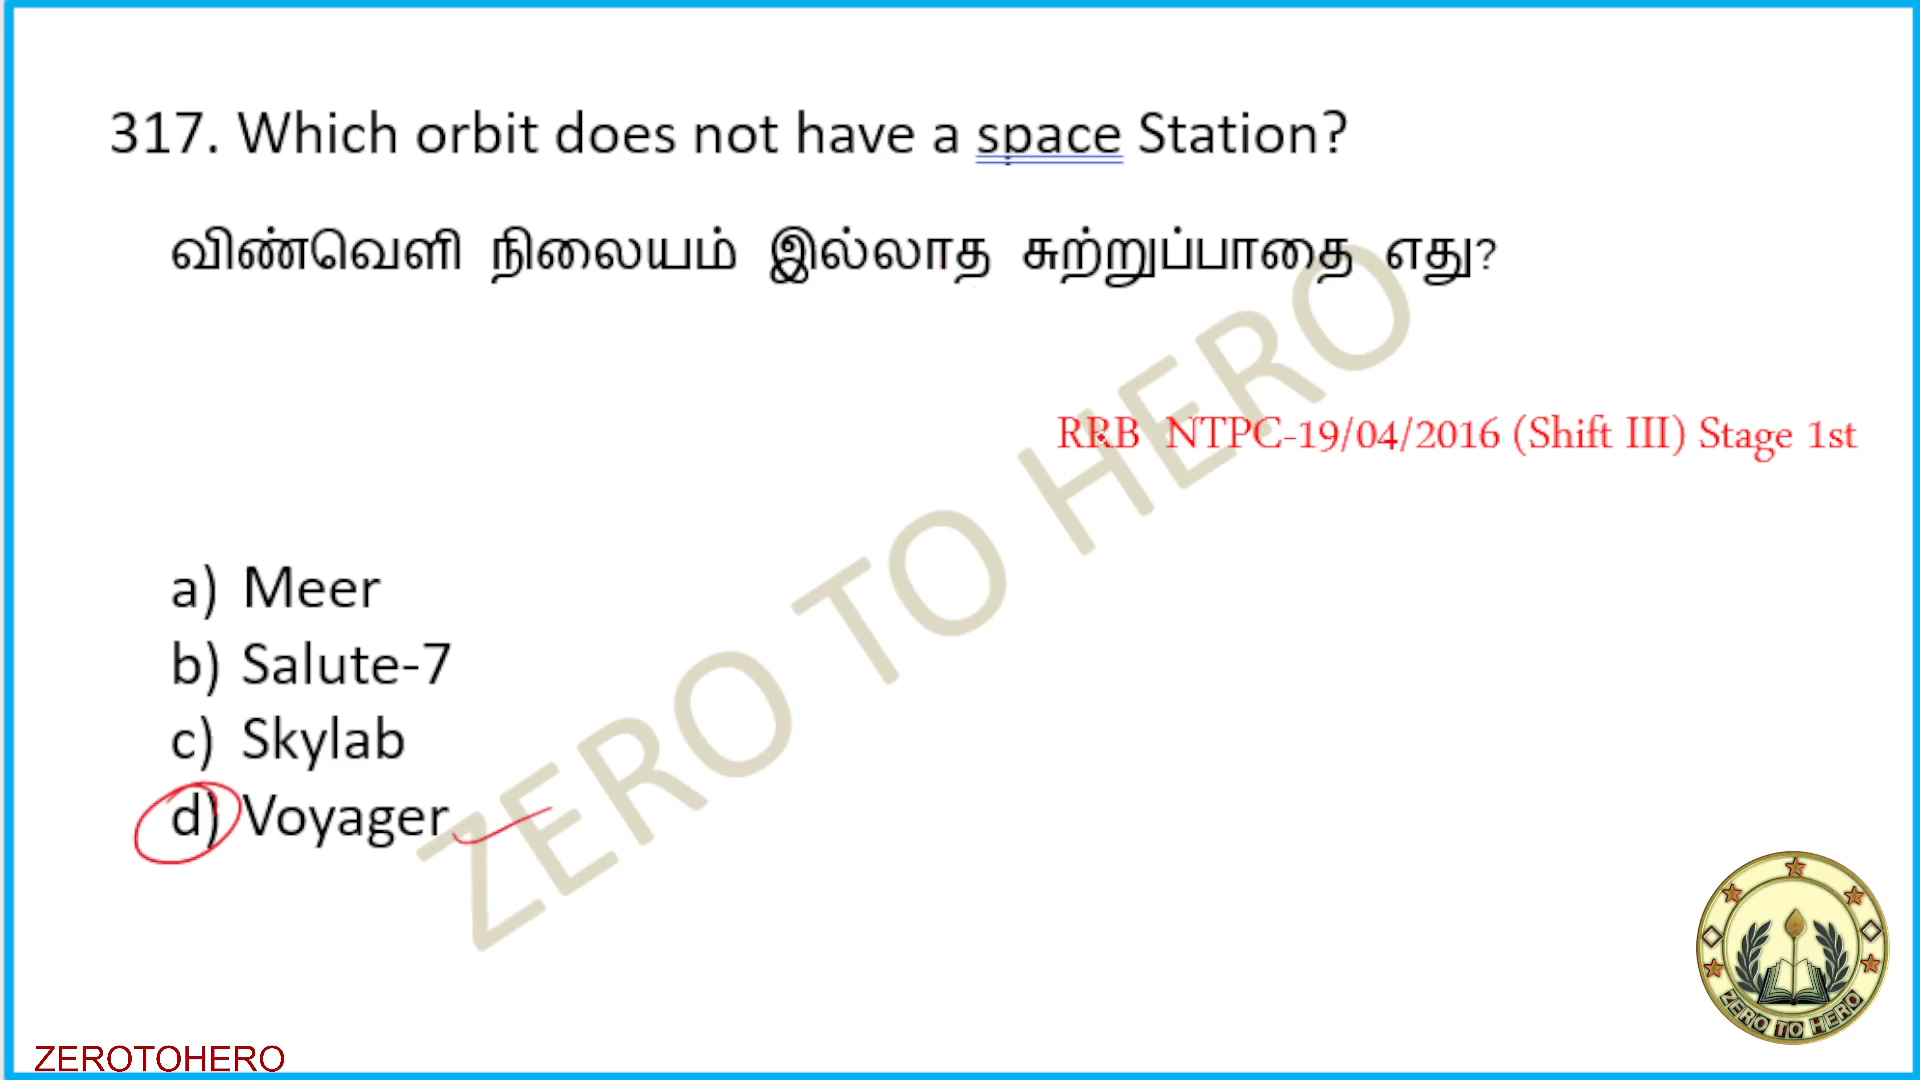 317. Which orbit does not have a space Station?
விண்வெளி நிலையம் இல்லாத சுற்றுப்பாதை எது?
RRB NTPC-19/04/2016 (Shift III) Stage 1st
a) Meer
b) Salute-7
c) Skylab
d) Voyager
ZERO TO HERO
ZERO TO HERO
ZEROTOHERO